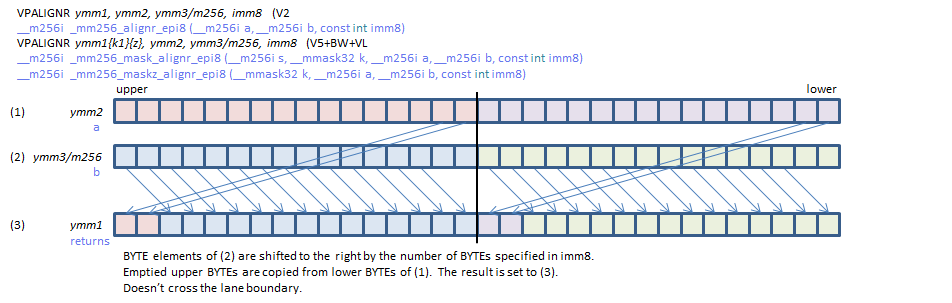 VPALIGNR ymm1, ymm2, ymm3/m256, imm8 (V2
__m256i _mm256_alignr_epi8 (__m256i a, __m256i b, const int imm8)
VPALIGNR ymm1{k1}{z}, ymm2, ymm3/m256, imm8 (V5+BW+VL
__m256i _mm256_mask_alignr_epi8 (__m256i s, __mmask32 k, __m256i a, __m256i b, const int imm8)
__m256i _mm256_maskz_alignr_epi8 (__mmask32 k, __m256i a, __m256i b, const int imm8)
upper lower
(1) ymm2
a
(2) ymm3/m256
b
(3) ymm1
returns
BYTE elements of (2) are shifted to the right by the number of BYTEs specified in imm8.
Emptied upper BYTEs are copied from lower BYTEs of (1). The result is set to (3).
Doesn't cross the lane boundary.